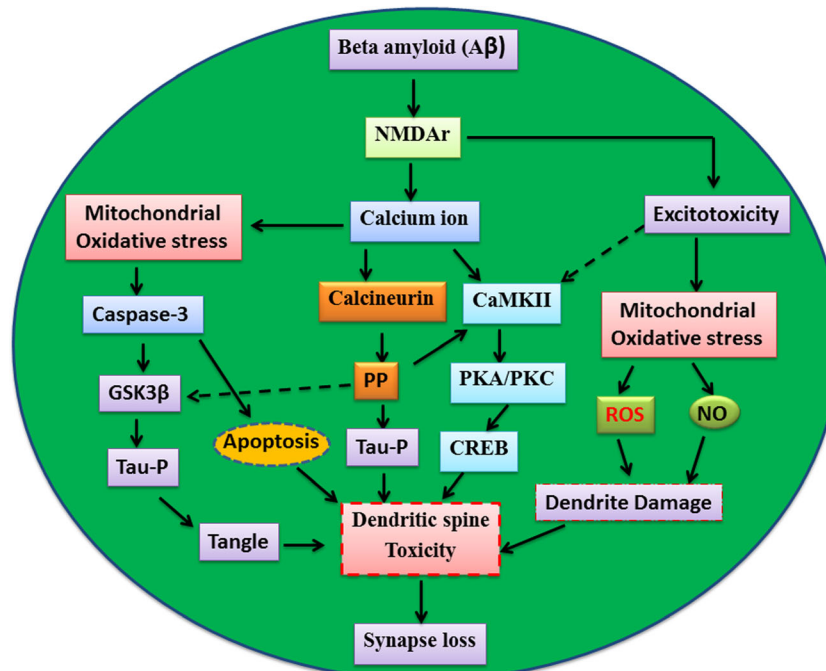 Beta amyloid (Aβ)
NMDAr
Mitochondrial
Oxidative stress
Calcium ion
Excitotoxicity
Caspase-3
Calcineurin
CaMKII
Mitochondrial
Oxidative stress
GSK3β
PP
PKA/PKC
ROS
NO
Apoptosis
Tau-P
CREB
Tau-P
Dendrite Damage
Tangle
Dendritic spine
Toxicity
Synapse loss